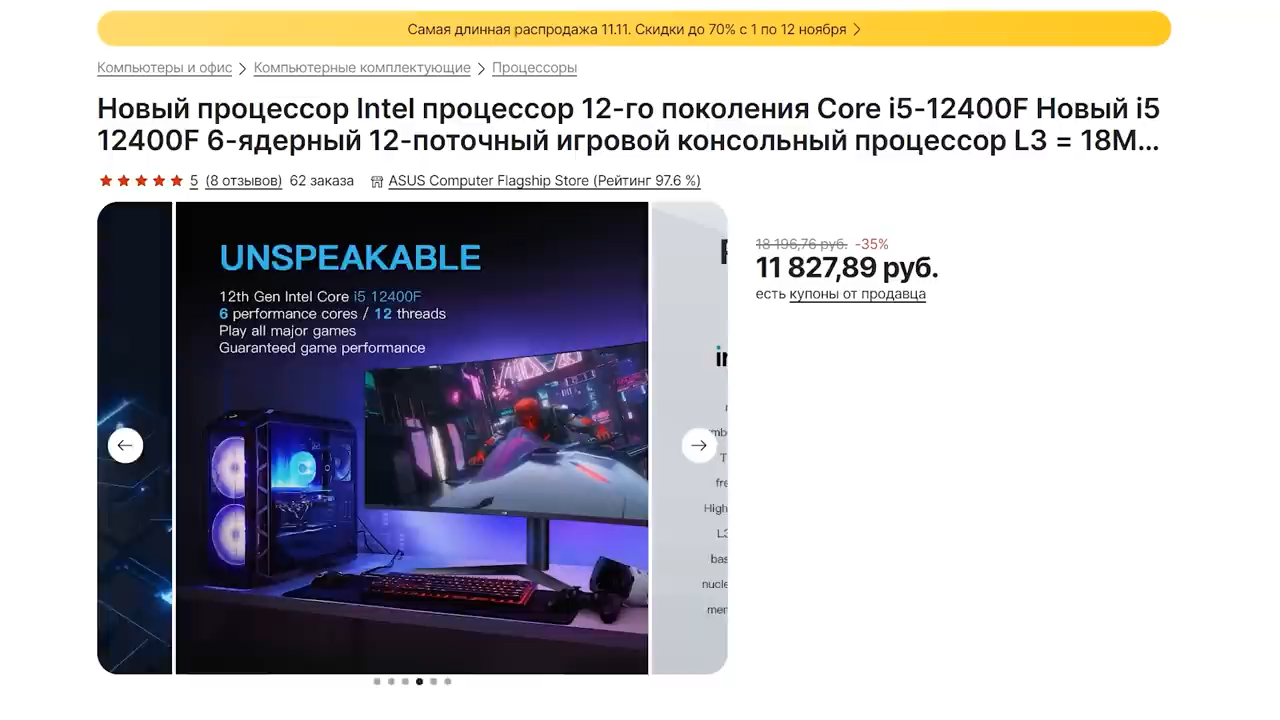 Самая длинная распродажа 11.11. Скидки до 70% с 1 по 12 ноября
Компьютеры и офис
Компьютерные комплектующие
Процессоры
Новый процессор Intel процессор 12-го поколения Core i5-12400F Новый i5
12400F 6-ядерный 12-поточный игровой консольный процессор L3 = 18M...
5 (8 отзывов) 62 заказа ASUS Computer Flagship Store (Рейтинг 97.6 %)
UNSPEAKABLE
12th Gen Intel Core i5 12400F
6 performance cores / 12 threads
Play all major games
Guaranteed game performance
18 196,76 руб. -35%
11 827,89 руб.
есть купоны от продавца